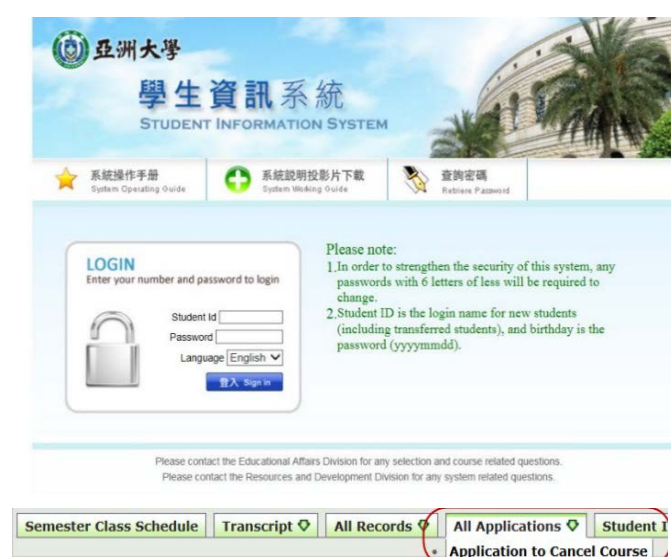 亞洲大學
學生資訊系統
STUDENT INFORMATION SYSTEM
系統操作手册
System Operating Guide
系統説明投影片下載
System Working Guide
查詢密碼
Retrieve Password
LOGIN
Enter your number and password to login
Student Id
Password
Language English
登入 Sign in
Please note:
1.In order to strengthen the security of this system, any
passwords with 6 letters of less will be required to
change.
2.Student ID is the login name for new students
(including transferred students), and birthday is the
password (yyyymmdd).
Please contact the Educational Affairs Division for any selection and course related questions.
Please contact the Resources and Development Division for any system related questions.
Semester Class Schedule Transcript All Records All Applications Student I
Application to Cancel Course